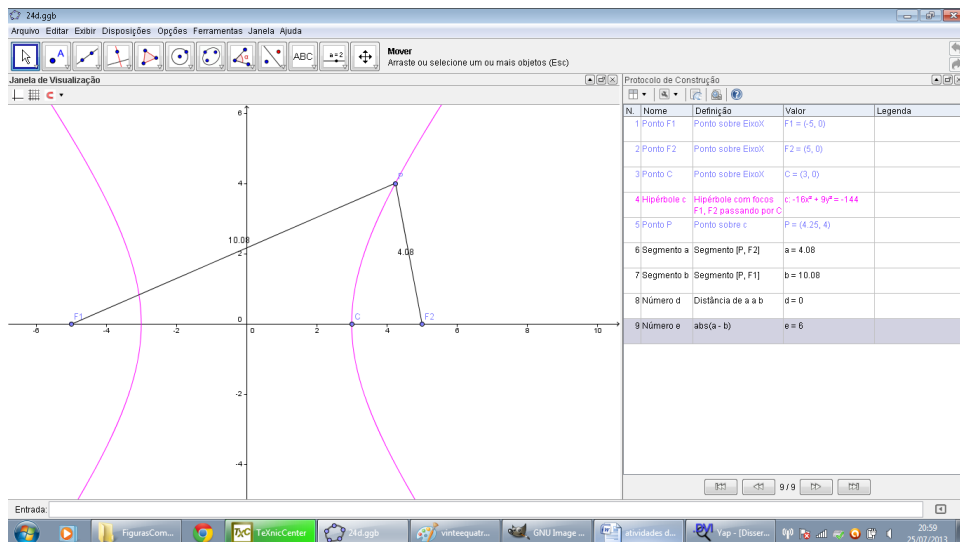 24d.ggb
Arquivo Editar Exibir Disposições Opções Ferramentas Janela Ajuda
A
α
ABC
a=2
Mover
Arraste ou selecione um ou mais objetos (Esc)
Janela de Visualização
Protocolo de Construção
N. Nome Definição Valor Legenda
1 Ponto F1 Ponto sobre EixoX F1 = (-5, 0)
2 Ponto F2 Ponto sobre EixoX F2 = (5, 0)
3 Ponto C Ponto sobre EixoX C = (3, 0)
4 Hipérbole c Hipérbole com focos F1, F2 passando por C c: -16x² + 9y² = -144
5 Ponto P Ponto sobre c P = (4.25, 4)
6 Segmento a Segmento [P, F2] a = 4.08
7 Segmento b Segmento [P, F1] b = 10.08
8 Número d Distância de a a b d = 0
9 Número e abs(a - b) e = 6
6
P
4
10.08
4.08
2
F1
0
C
F2
-6 -4 -2 0 2 4 6 8 10
-2
-4
9 / 9
Entrada:
FigurasCom...
TXC
TeXnicCenter
24d.ggb
vinteequatr...
GNU Image ...
atividades d...
Yap - [Disser...
20:59
25/07/2013